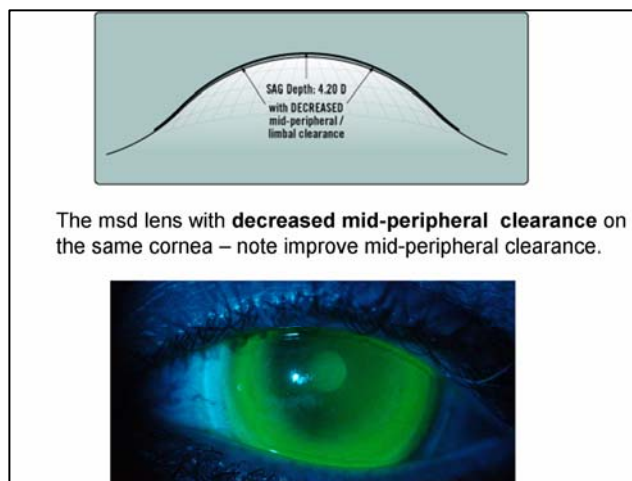 SAG Depth: 4.20 D
with DECREASED
mid-peripheral /
limbal clearance
The msd lens with decreased mid-peripheral clearance on
the same cornea – note improve mid-peripheral clearance.